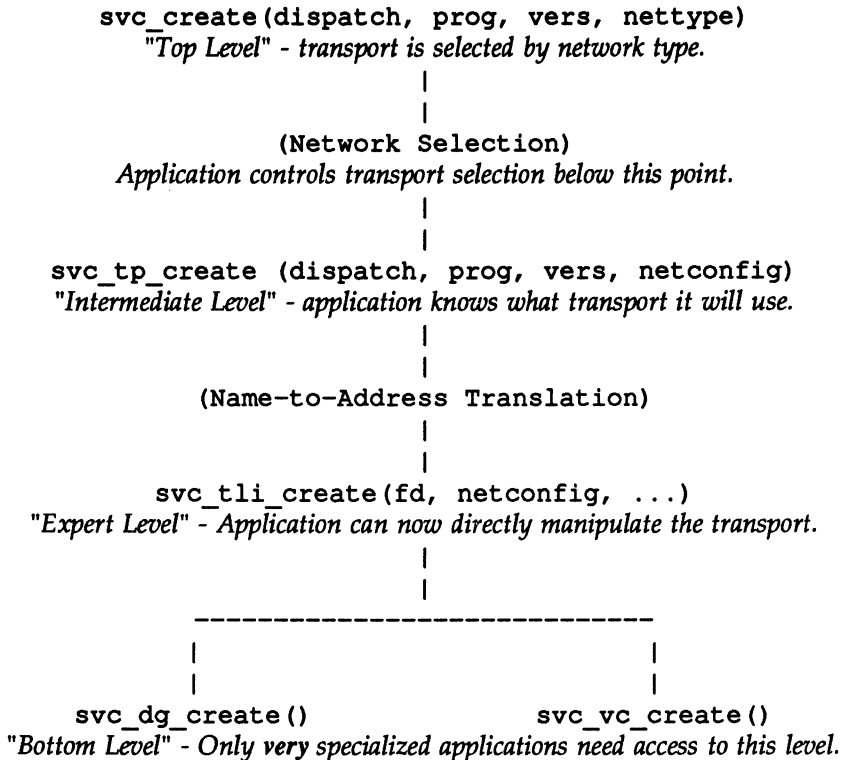 svc_create(dispatch, prog, vers, nettype)
"Top Level" - transport is selected by network type.
(Network Selection)
Application controls transport selection below this point.
svc_tp_create (dispatch, prog, vers, netconfig)
"Intermediate Level" - application knows what transport it will use.
(Name-to-Address Translation)
svc_tli_create(fd, netconfig, ...)
"Expert Level" - Application can now directly manipulate the transport.
svc_dg_create() svc_vc_create()
"Bottom Level" - Only very specialized applications need access to this level.